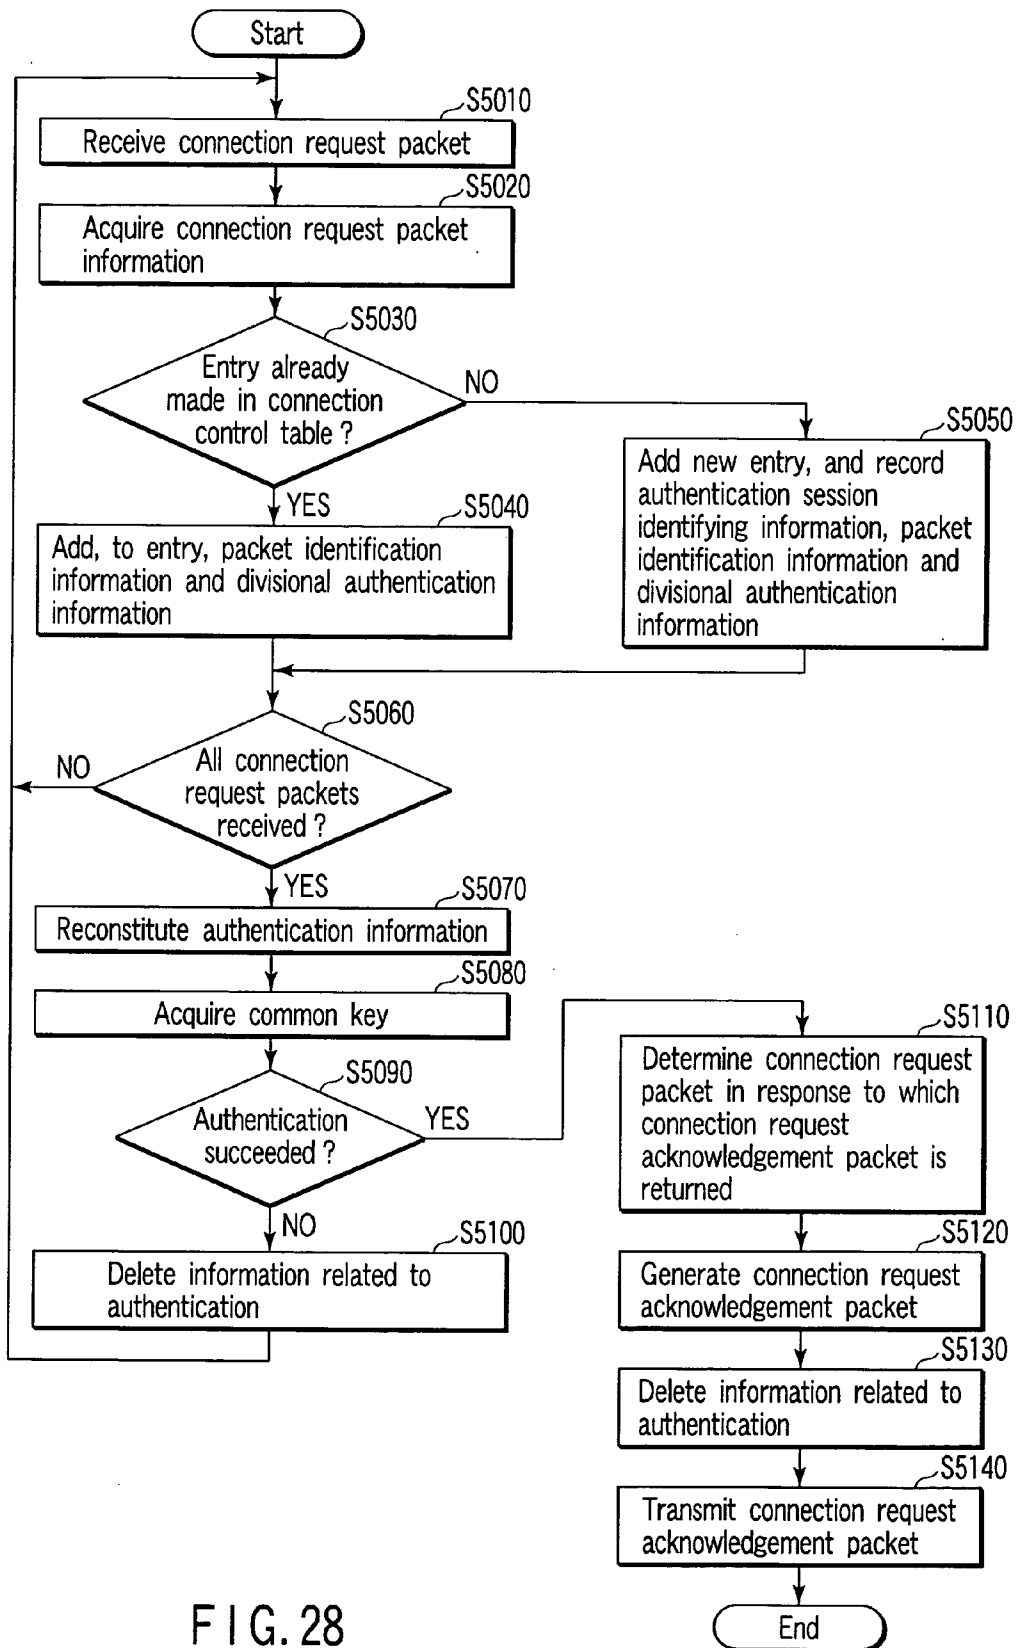 Start
S5010
Receive connection request packet
S5020
Acquire connection request packet
information
S5030
Entry already
made in connection
control table ?
NO
YES
S5050
Add new entry, and record
authentication session
identifying information, packet
identification information and
divisional authentication
information
S5040
Add, to entry, packet identification
information and divisional authentication
information
S5060
All connection
request packets
received ?
NO
YES
S5070
Reconstitute authentication information
S5080
Acquire common key
S5090
Authentication
succeeded ?
YES
NO
S5100
Delete information related to
authentication
S5110
Determine connection request
packet in response to which
connection request
acknowledgement packet is
returned
S5120
Generate connection request
acknowledgement packet
S5130
Delete information related to
authentication
S5140
Transmit connection request
acknowledgement packet
End
FIG. 28